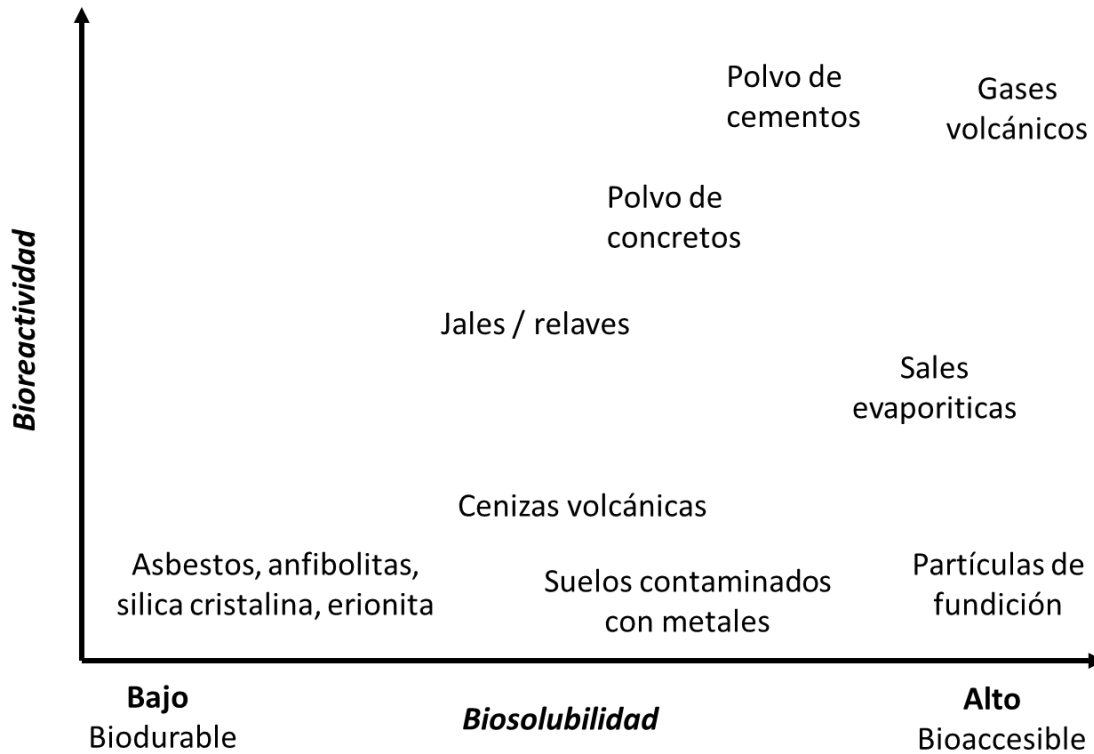 Polvo de
cementos
Gases
volcánicos
Polvo de
concretos
Bioreactividad
Jales / relaves
Sales
evaporiticas
Cenizas volcánicas
Asbestos, anfibolitas,
silica cristalina, erionita
Suelos contaminados
con metales
Partículas de
fundición
Bajo
Biodurable
Biosolubilidad
Alto
Bioaccesible